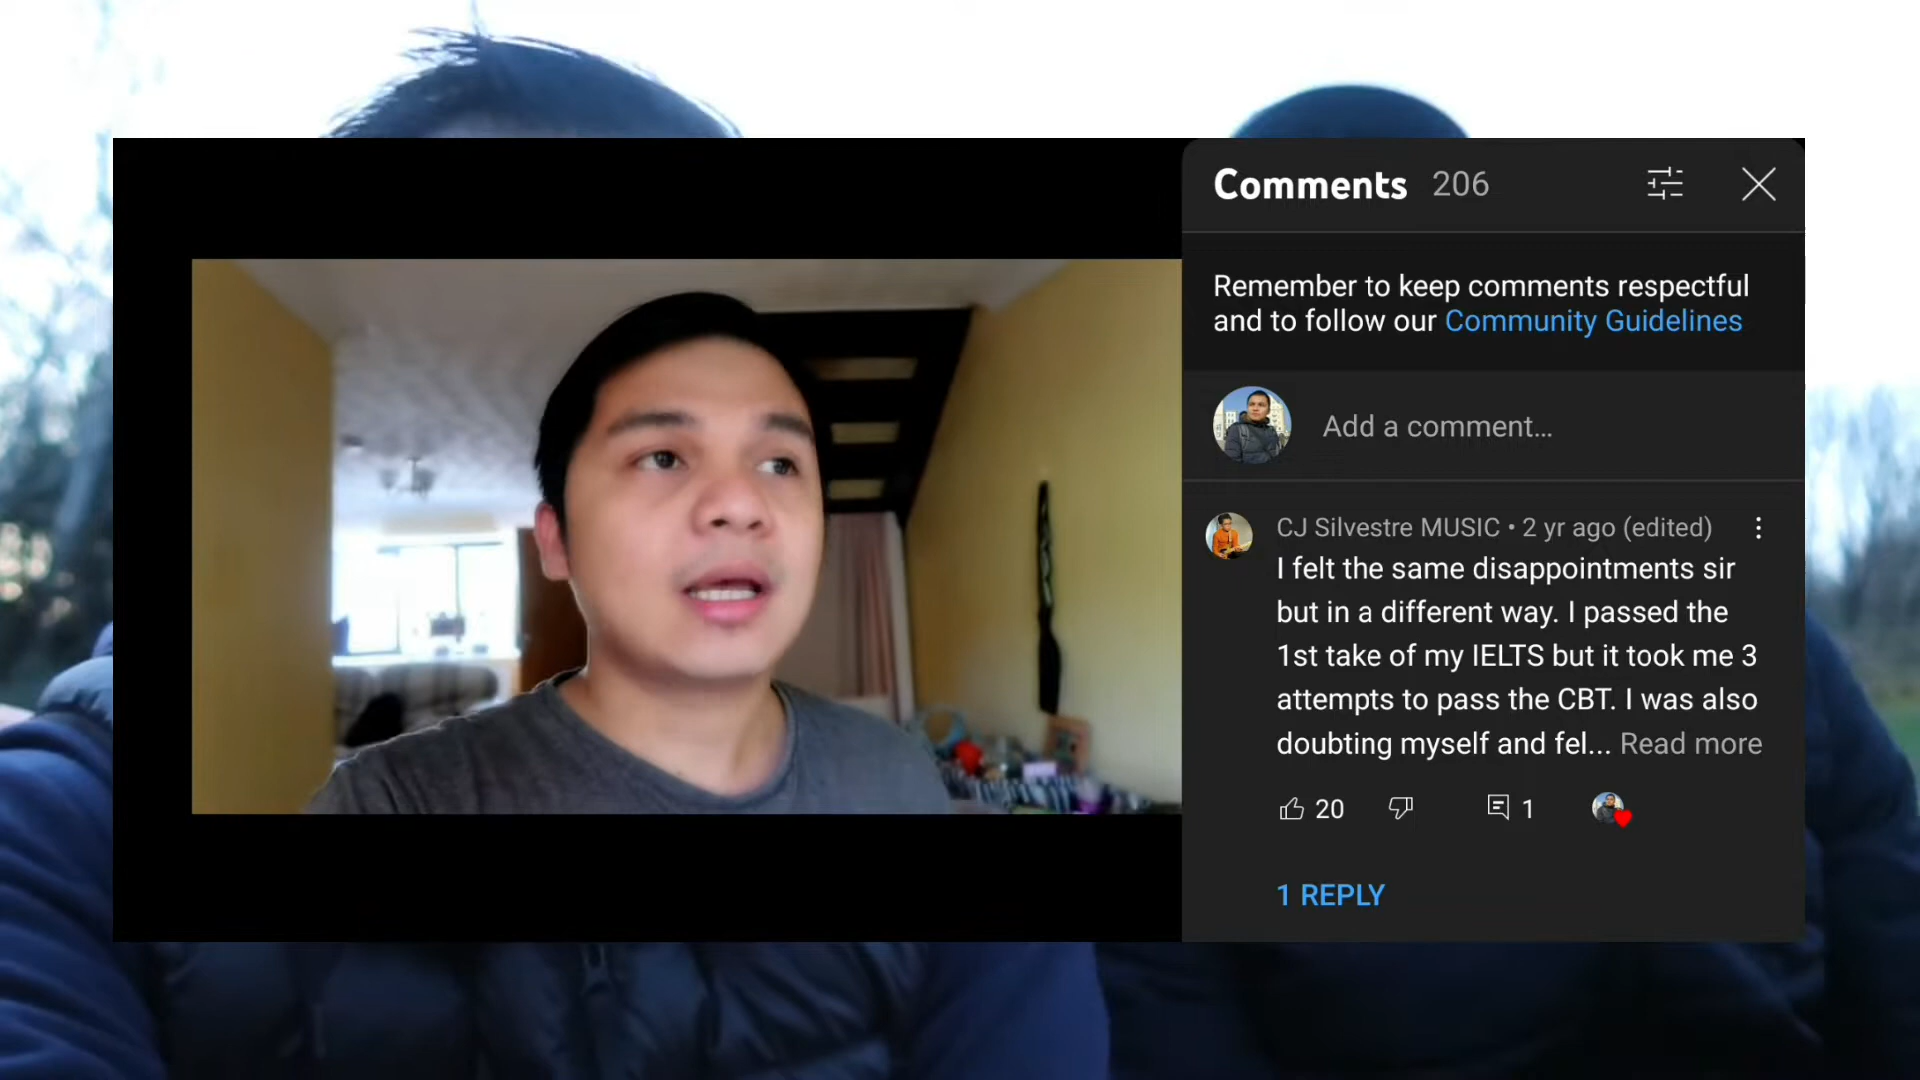 Comments 206
Remember to keep comments respectful
and to follow our Community Guidelines
Add a comment...
CJ Silvestre MUSIC • 2 yr ago (edited)
I felt the same disappointments sir
but in a different way. I passed the
1st take of my IELTS but it took me 3
attempts to pass the CBT. I was also
doubting myself and fel... Read more
20
1
1 REPLY